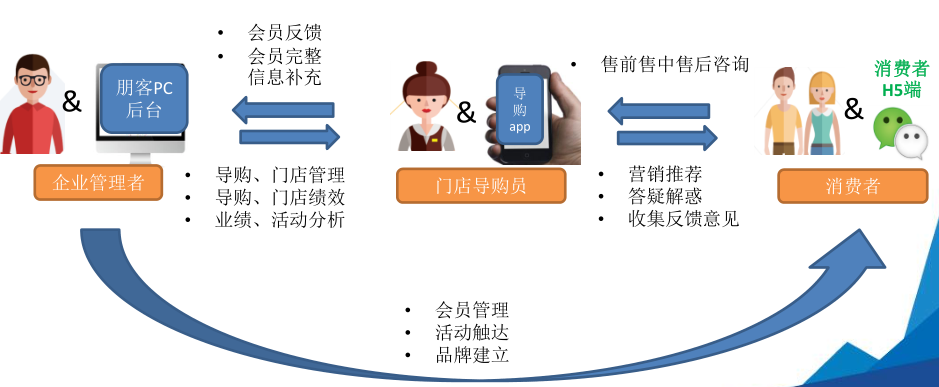 • 会员反馈
• 会员完整
信息补充
• 售前售中售后咨询
消费者
H5端
&
朋客PC
后台
&
导
购
app
&
企业管理者
门店导购员
消费者
• 导购、门店管理
• 导购、门店绩效
• 业绩、活动分析
• 营销推荐
• 答疑解惑
• 收集反馈意见
• 会员管理
• 活动触达
• 品牌建立